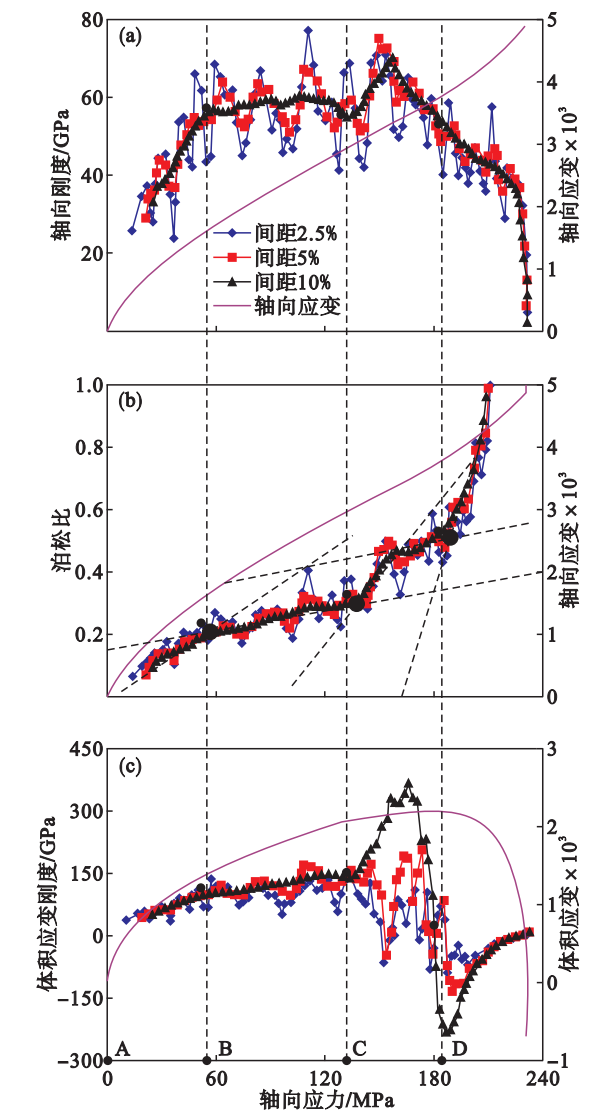 (a)
80
60
40
20
轴向刚度/GPa
5
4
3
2
1
0
轴向应变×10³
间距2.5%
间距5%
间距10%
轴向应变
(b)
1.0
0.8
0.6
0.4
0.2
泊松比
5
4
3
2
1
0
轴向应变×10³
(c)
450
300
150
0
-150
-300
体积应变刚度/GPa
3
2
1
0
-1
体积应变×10³
A
B
C
D
0
60
120
180
240
轴向应力/MPa